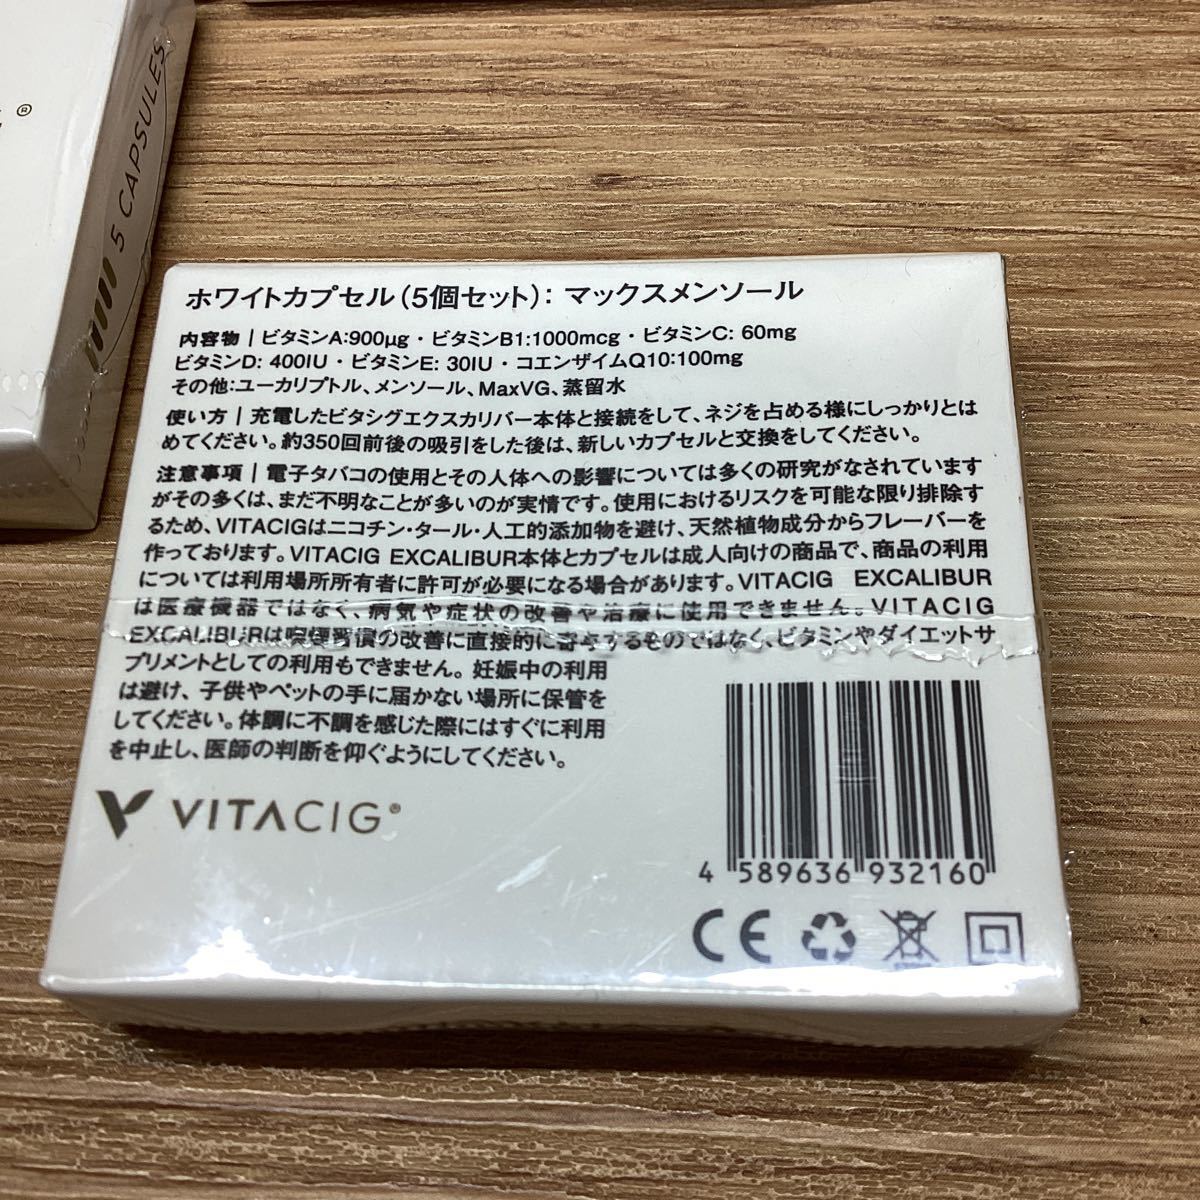 ®
5 CAPSULES
ホワイトカプセル（5個セット）：マックスメンソール
内容物 | ビタミンA:900μg・ビタミンB1:1000mcg・ビタミンC: 60mg
ビタミンD: 400IU・ビタミンE: 30IU・コエンザイムQ10:100mg
その他:ユーカリプトル、メンソール、MaxVG、蒸留水
使い方 | 充電したビタシグエクスカリバー本体と接続をして、ネジを占める様にしっかりとは
めてください。約350回前後の吸引をした後は、新しいカプセルと交換をしてください。
注意事項 | 電子タバコの使用とその人体への影響については多くの研究がなされています
がその多くは、まだ不明なことが多いのが実情です。使用におけるリスクを可能な限り排除す
るため、VITACIGはニコチン・タール・人工的添加物を避け、天然植物成分からフレーバーを
作っております。VITACIG EXCALIBUR本体とカプセルは成人向けの商品で、商品の利用
については利用場所所有者に許可が必要になる場合があります。VITACIG EXCALIBUR
は医療機器ではなく、病気や症状の改善や治療に使用できません。VITACIG
EXCALIBURは喫煙習慣の改善に直接的に寄与するものではなく、ビタミンやダイエットサ
プリメントとしての利用もできません。妊娠中の利用
は避け、子供やペットの手に届かない場所に保管を
してください。体調に不調を感じた際にはすぐに利用
を中止し、医師の判断を仰ぐようにしてください。
VITACIG®
4 589636 932160
CE